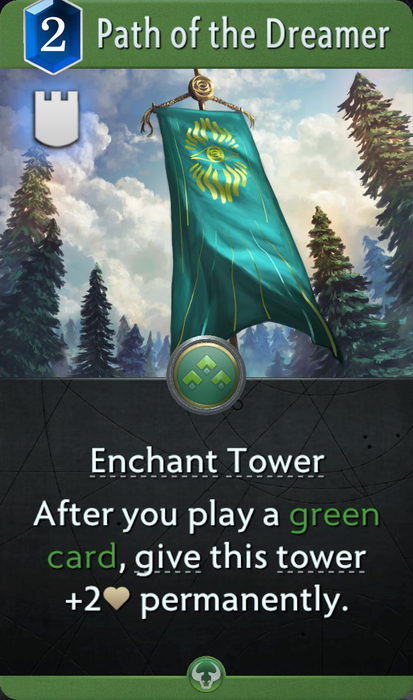 2 Path of the Dreamer
Enchant Tower
After you play a green
card, give this tower
+2 permanently.